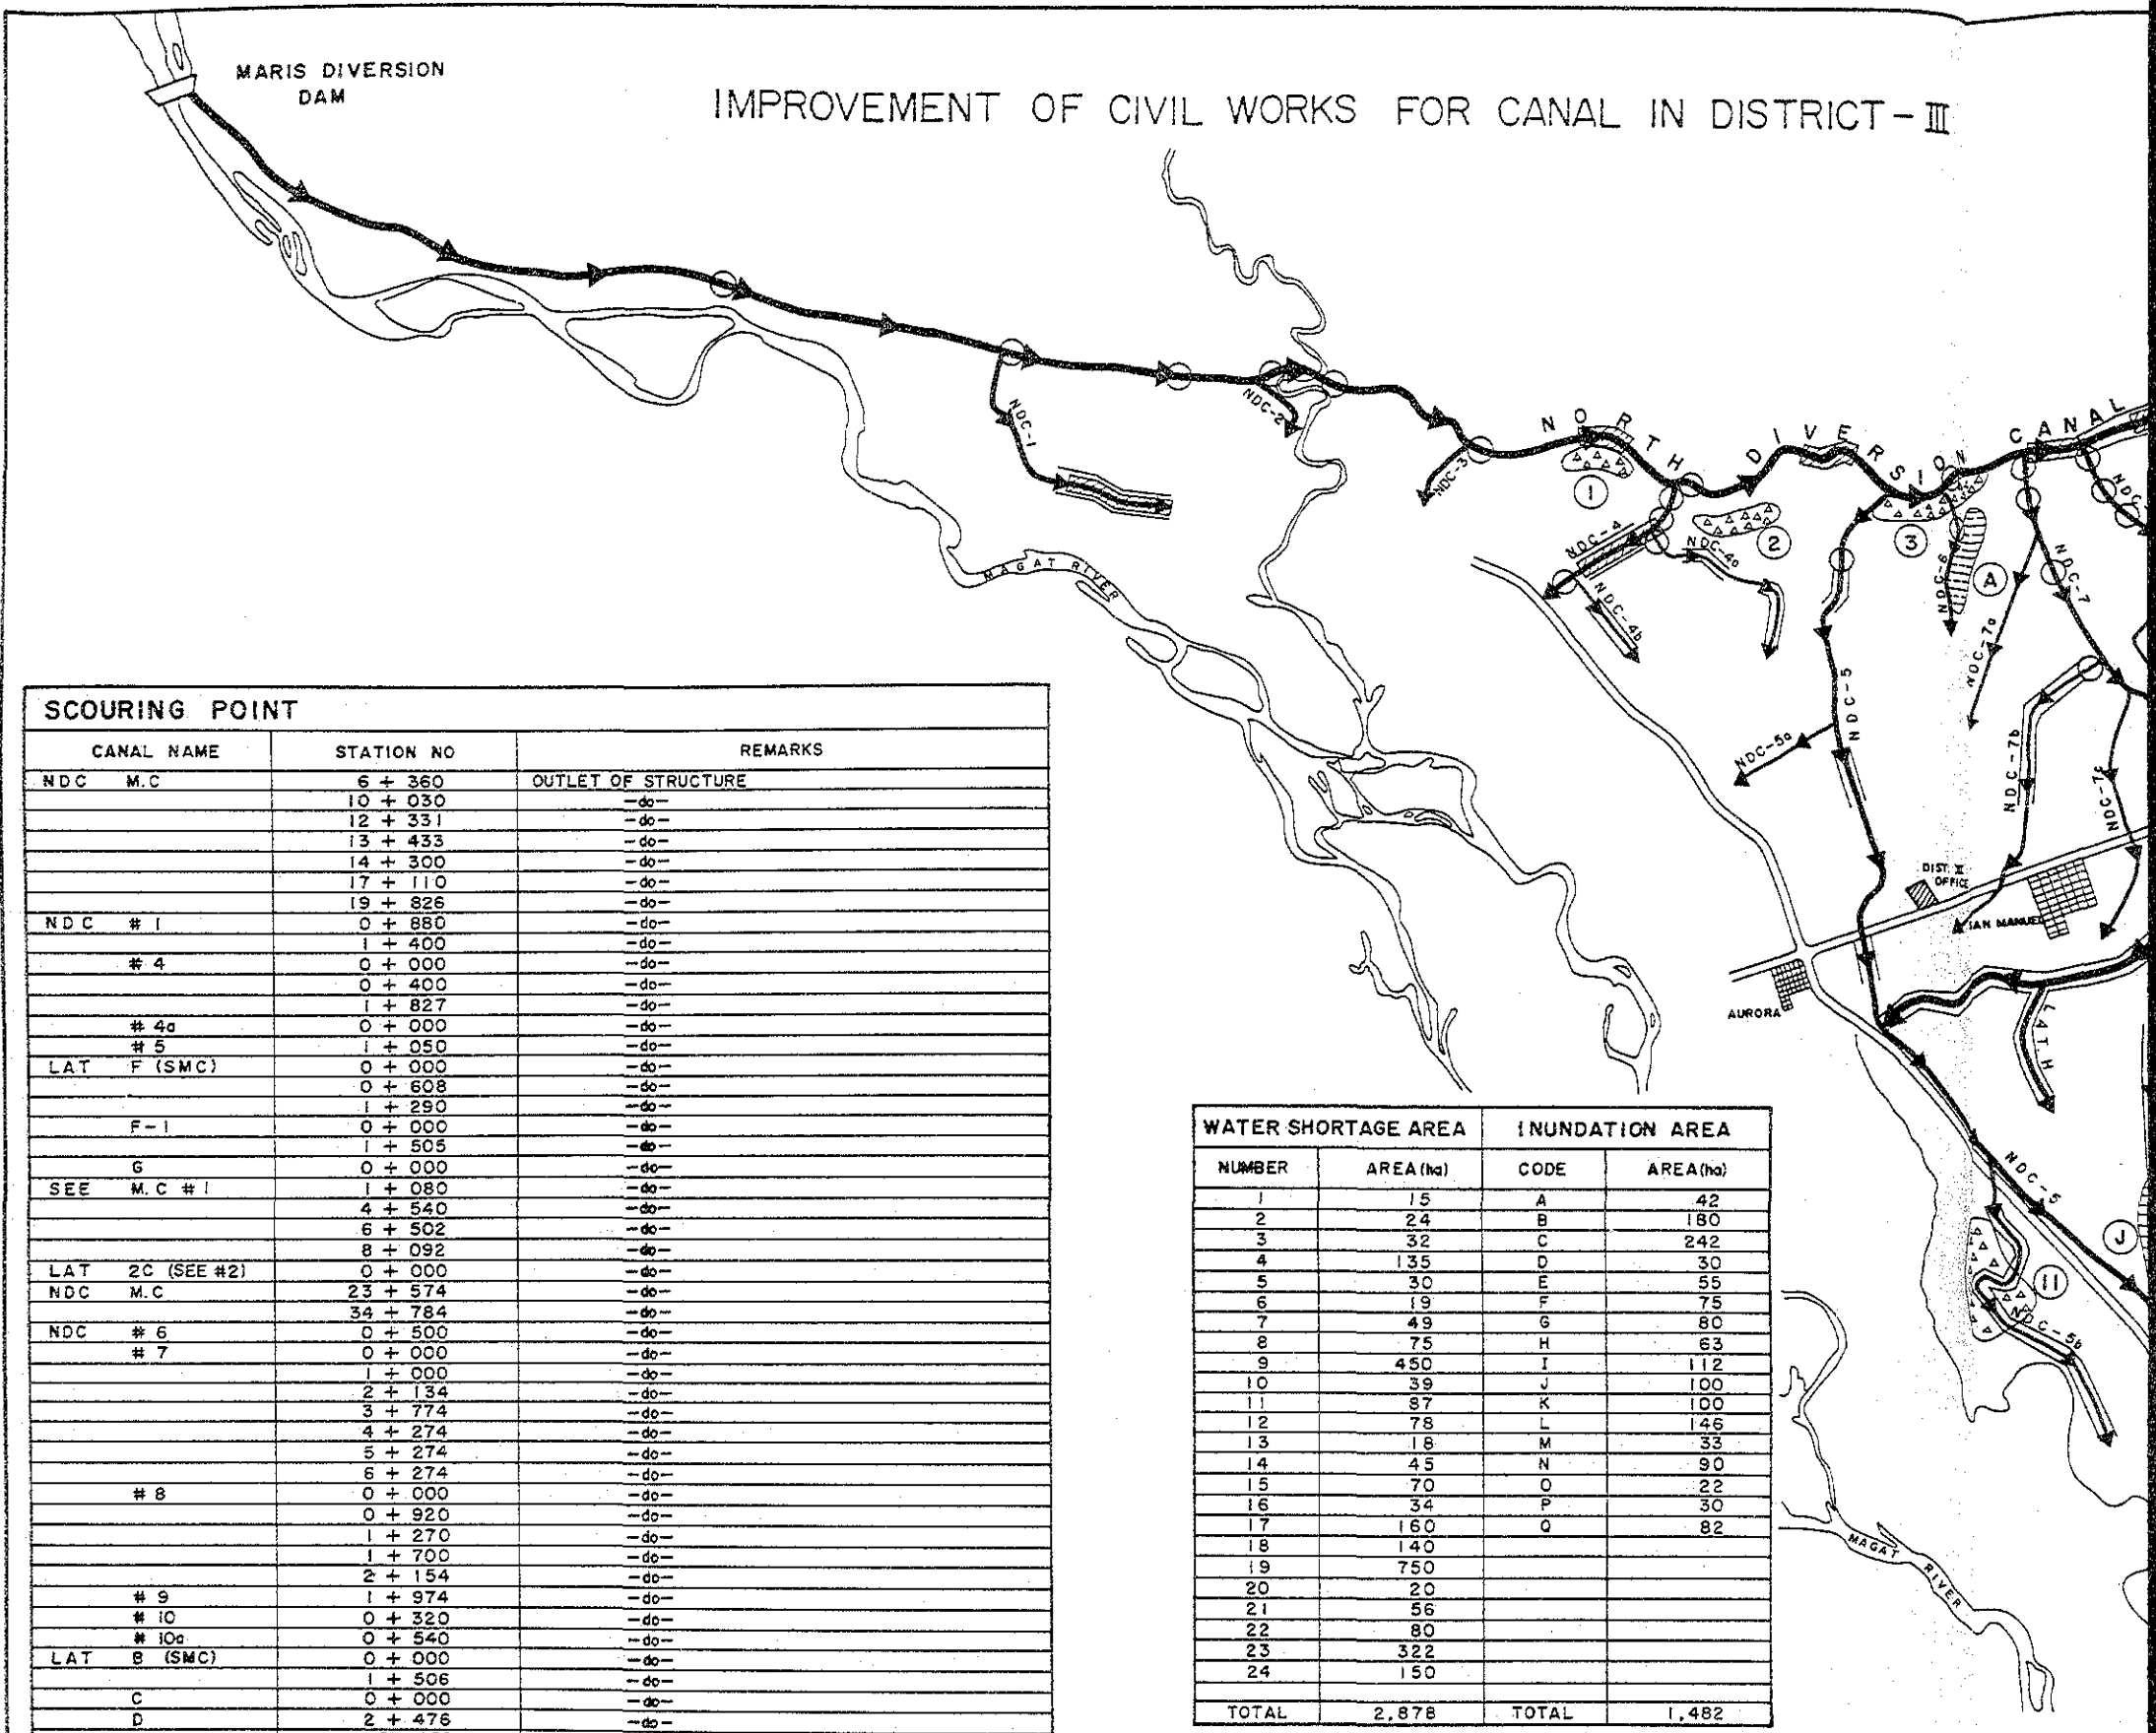 MARIS DIVERSION
DAM
IMPROVEMENT OF CIVIL WORKS FOR CANAL IN DISTRICT-III
NORTH DIVERSION CANAL
NDC-1
NDC-2
NDC-3
NDC-4
NDC-4a
NDC-4b
NDC-5
NDC-5a
NDC-6
NDC-7
NDC-7a
NDC-7b
NDC-7c
NDC
1
2
3
A
MAGAT RIVER
OFFICE
AURORA
LAT. H
NDC-5
J
11
NDC-5b
MAGAT RIVER
SCOURING POINT
CANAL NAME STATION NO REMARKS
NDC M.C 6 + 360 OUTLET OF STRUCTURE
10 + 030 -do-
12 + 331 -do-
13 + 433 -do-
14 + 300 -do-
17 + 110 -do-
19 + 826 -do-
NDC # 1 0 + 880 -do-
1 + 400 -do-
# 4 0 + 000 -do-
0 + 400 -do-
1 + 827 -do-
# 4a 0 + 000 -do-
# 5 1 + 050 -do-
LAT F (SMC) 0 + 000 -do-
0 + 608 -do-
1 + 290 -do-
F-1 0 + 000 -do-
1 + 505 -do-
G 0 + 000 -do-
SEE M.C # 1 1 + 080 -do-
4 + 540 -do-
6 + 502 -do-
8 + 092 -do-
LAT 2C (SEE #2) 0 + 000 -do-
NDC M.C 23 + 574 -do-
34 + 784 -do-
NDC # 6 0 + 500 -do-
# 7 0 + 000 -do-
1 + 000 -do-
2 + 134 -do-
3 + 774 -do-
4 + 274 -do-
5 + 274 -do-
6 + 274 -do-
# 8 0 + 000 -do-
0 + 920 -do-
1 + 270 -do-
1 + 700 -do-
2 + 154 -do-
# 9 1 + 974 -do-
# 10 0 + 320 -do-
# 10a 0 + 540 -do-
LAT B (SMC) 0 + 000 -do-
1 + 506 -do-
C 0 + 000 -do-
D 2 + 476 -do-
WATER SHORTAGE AREA INUNDATION AREA
NUMBER AREA(ha) CODE AREA(ha)
1 15 A 42
2 24 B 180
3 32 C 242
4 135 D 30
5 30 E 55
6 19 F 75
7 49 G 80
8 75 H 63
9 450 I 112
10 39 J 100
11 87 K 100
12 78 L 146
13 18 M 33
14 45 N 90
15 70 O 22
16 34 P 30
17 160 Q 82
18 140
19 750
20 20
21 56
22 80
23 322
24 150
TOTAL 2,878 TOTAL 1,482